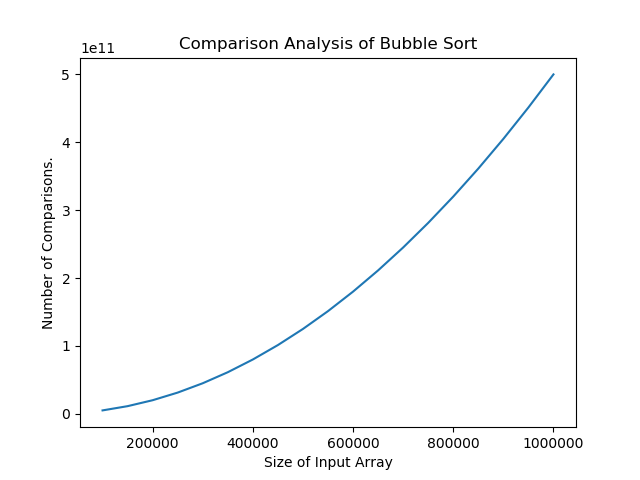 Comparison Analysis of Bubble Sort
1e11
5
4
3
2
1
0
Number of Comparisons.
200000 400000 600000 800000 1000000
Size of Input Array